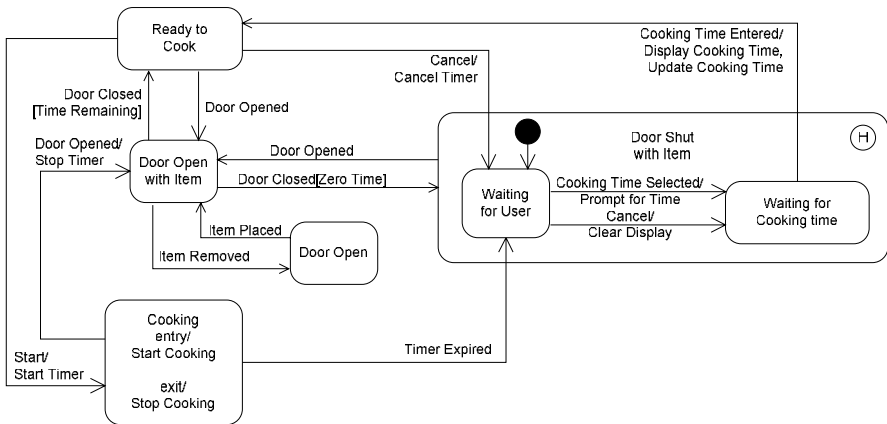 Ready to
Cook
Cooking Time Entered/
Display Cooking Time,
Update Cooking Time
Cancel/
Cancel Timer
Door Closed
[Time Remaining]
Door Opened
Door Opened/
Stop Timer
Door Open
with Item
Door Opened
Door Closed[Zero Time]
Door Shut
with Item
H
Waiting
for User
Cooking Time Selected/
Prompt for Time
Cancel/
Clear Display
Waiting for
Cooking time
Item Placed
Item Removed
Door Open
Cooking
entry/
Start Cooking
exit/
Stop Cooking
Timer Expired
Start/
Start Timer